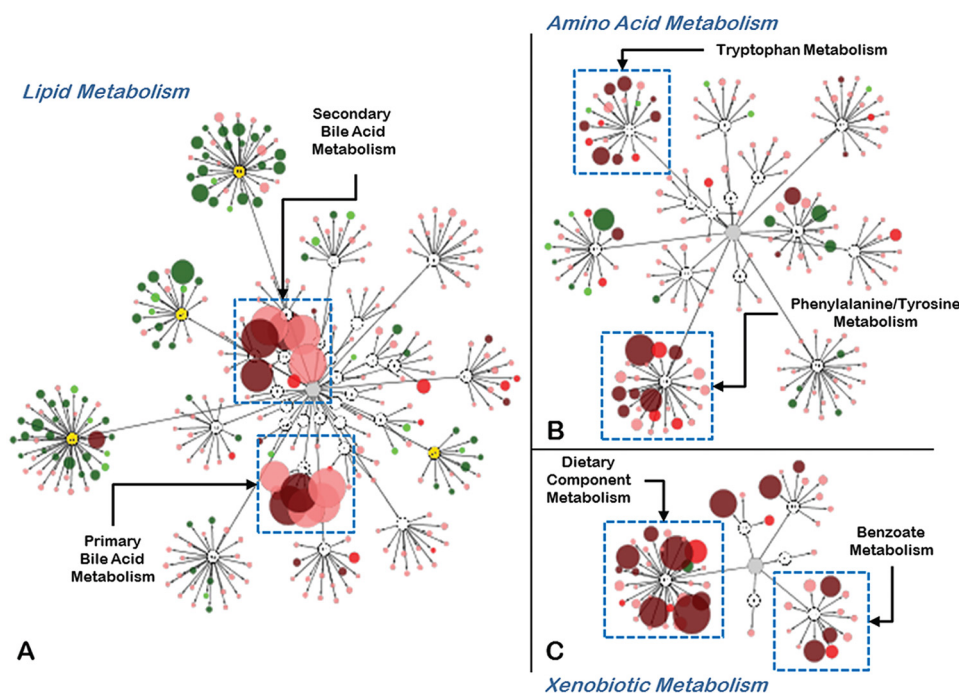 Amino Acid Metabolism
Tryptophan Metabolism
Lipid Metabolism
Secondary
Bile Acid
Metabolism
Phenylalanine/Tyrosine
Metabolism
B
Dietary
Component
Metabolism
Benzoate
Metabolism
Primary
Bile Acid
Metabolism
A
C
Xenobiotic Metabolism